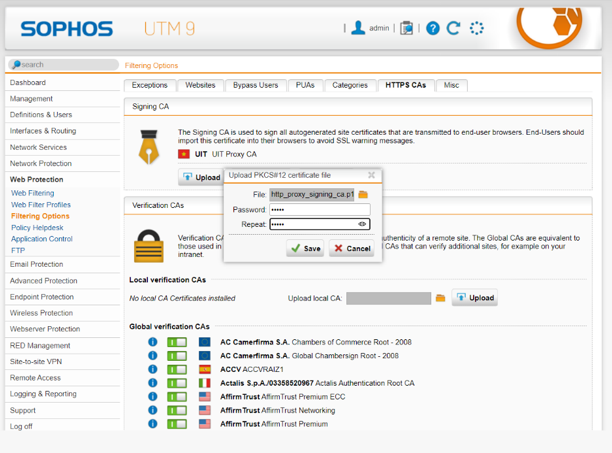 SOPHOS UTM 9
admin
search
Filtering Options
Dashboard
Management
Definitions & Users
Interfaces & Routing
Network Services
Network Protection
Web Protection
Web Filtering
Web Filter Profiles
Filtering Options
Policy Helpdesk
Application Control
FTP
Email Protection
Advanced Protection
Endpoint Protection
Wireless Protection
Webserver Protection
RED Management
Site-to-site VPN
Remote Access
Logging & Reporting
Support
Log off
Exceptions Websites Bypass Users PUAs Categories HTTPS CAs Misc
Signing CA
The Signing CA is used to sign all autogenerated site certificates that are transmitted to end-user browsers. End-Users should
import this certificate into their browsers to avoid SSL warning messages.
UIT UIT Proxy CA
Upload
Upload PKCS#12 certificate file
File: http_proxy_signing_ca.p1
Password: •••••
Repeat: •••••
Save Cancel
Verification CAs
Verification CA
uthenticity of a remote site. The Global CAs are equivalent to
those used in
CAs that can verify additional sites, for example on your
intranet.
Local verification CAs
No local CA Certificates installed Upload local CA: Upload
Global verification CAs
AC Camerfirma S.A. Chambers of Commerce Root - 2008
AC Camerfirma S.A. Global Chambersign Root - 2008
ACCV ACCVRAIZ1
Actalis S.p.A./03358520967 Actalis Authentication Root CA
AffirmTrust AffirmTrust Premium ECC
AffirmTrust AffirmTrust Networking
AffirmTrust AffirmTrust Premium